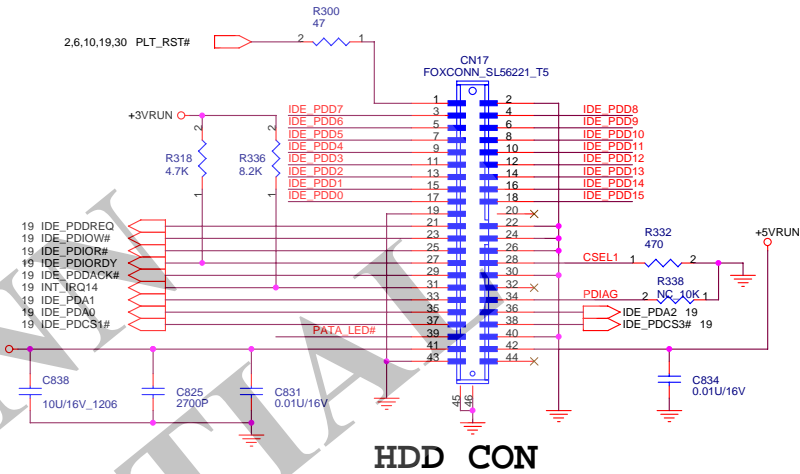 R300
47
2,6,10,19,30 PLT_RST#
2 1
CN17
FOXCONN_SL56221_T5
+3VRUN
R318
4.7K
2
1
R336
8.2K
2
1
IDE_PDD7
IDE_PDD6
IDE_PDD5
IDE_PDD4
IDE_PDD3
IDE_PDD2
IDE_PDD1
IDE_PDD0
1 2
3 4
5 6
7 8
9 10
11 12
13 14
15 16
17 18
19 20
21 22
23 24
25 26
27 28
29 30
31 32
33 34
35 36
37 38
39 40
41 42
43 44
45 46
IDE_PDD8
IDE_PDD9
IDE_PDD10
IDE_PDD11
IDE_PDD12
IDE_PDD13
IDE_PDD14
IDE_PDD15
19 IDE_PDDREQ
19 IDE_PDIOW#
19 IDE_PDIOR#
19 IDE_PDIORDY
19 IDE_PDDACK#
19 INT_IRQ14
19 IDE_PDA1
19 IDE_PDA0
19 IDE_PDCS1#
PATA_LED#
R332
470
CSEL1 1 2
+5VRUN
R338
NC_10K
PDIAG 2 1
IDE_PDA2 19
IDE_PDCS3# 19
C838
10U/16V_1206
C825
2700P
C831
0.01U/16V
C834
0.01U/16V
HDD CON